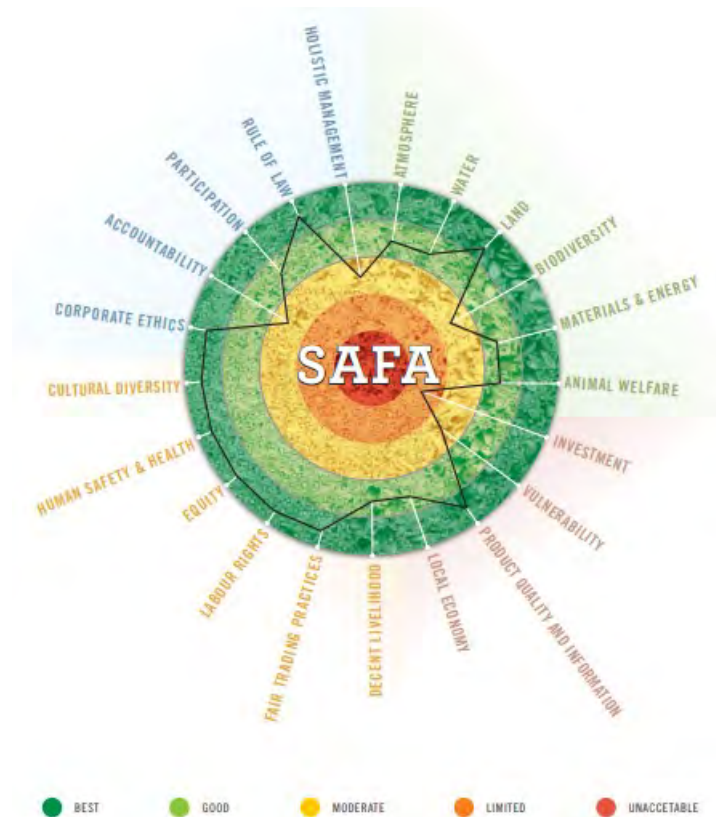 HOLISTIC MANAGEMENT
ATMOSPHERE
WATER
LAND
BIODIVERSITY
MATERIALS & ENERGY
ANIMAL WELFARE
INVESTMENT
VULNERABILITY
PRODUCT QUALITY AND INFORMATION
LOCAL ECONOMY
DECENT LIVELIHOOD
FAIR TRADING PRACTICES
LABOUR RIGHTS
EQUITY
HUMAN SAFETY & HEALTH
CULTURAL DIVERSITY
CORPORATE ETHICS
ACCOUNTABILITY
PARTICIPATION
RULE OF LAW
SAFA
BEST
GOOD
MODERATE
LIMITED
UNACCETABLE